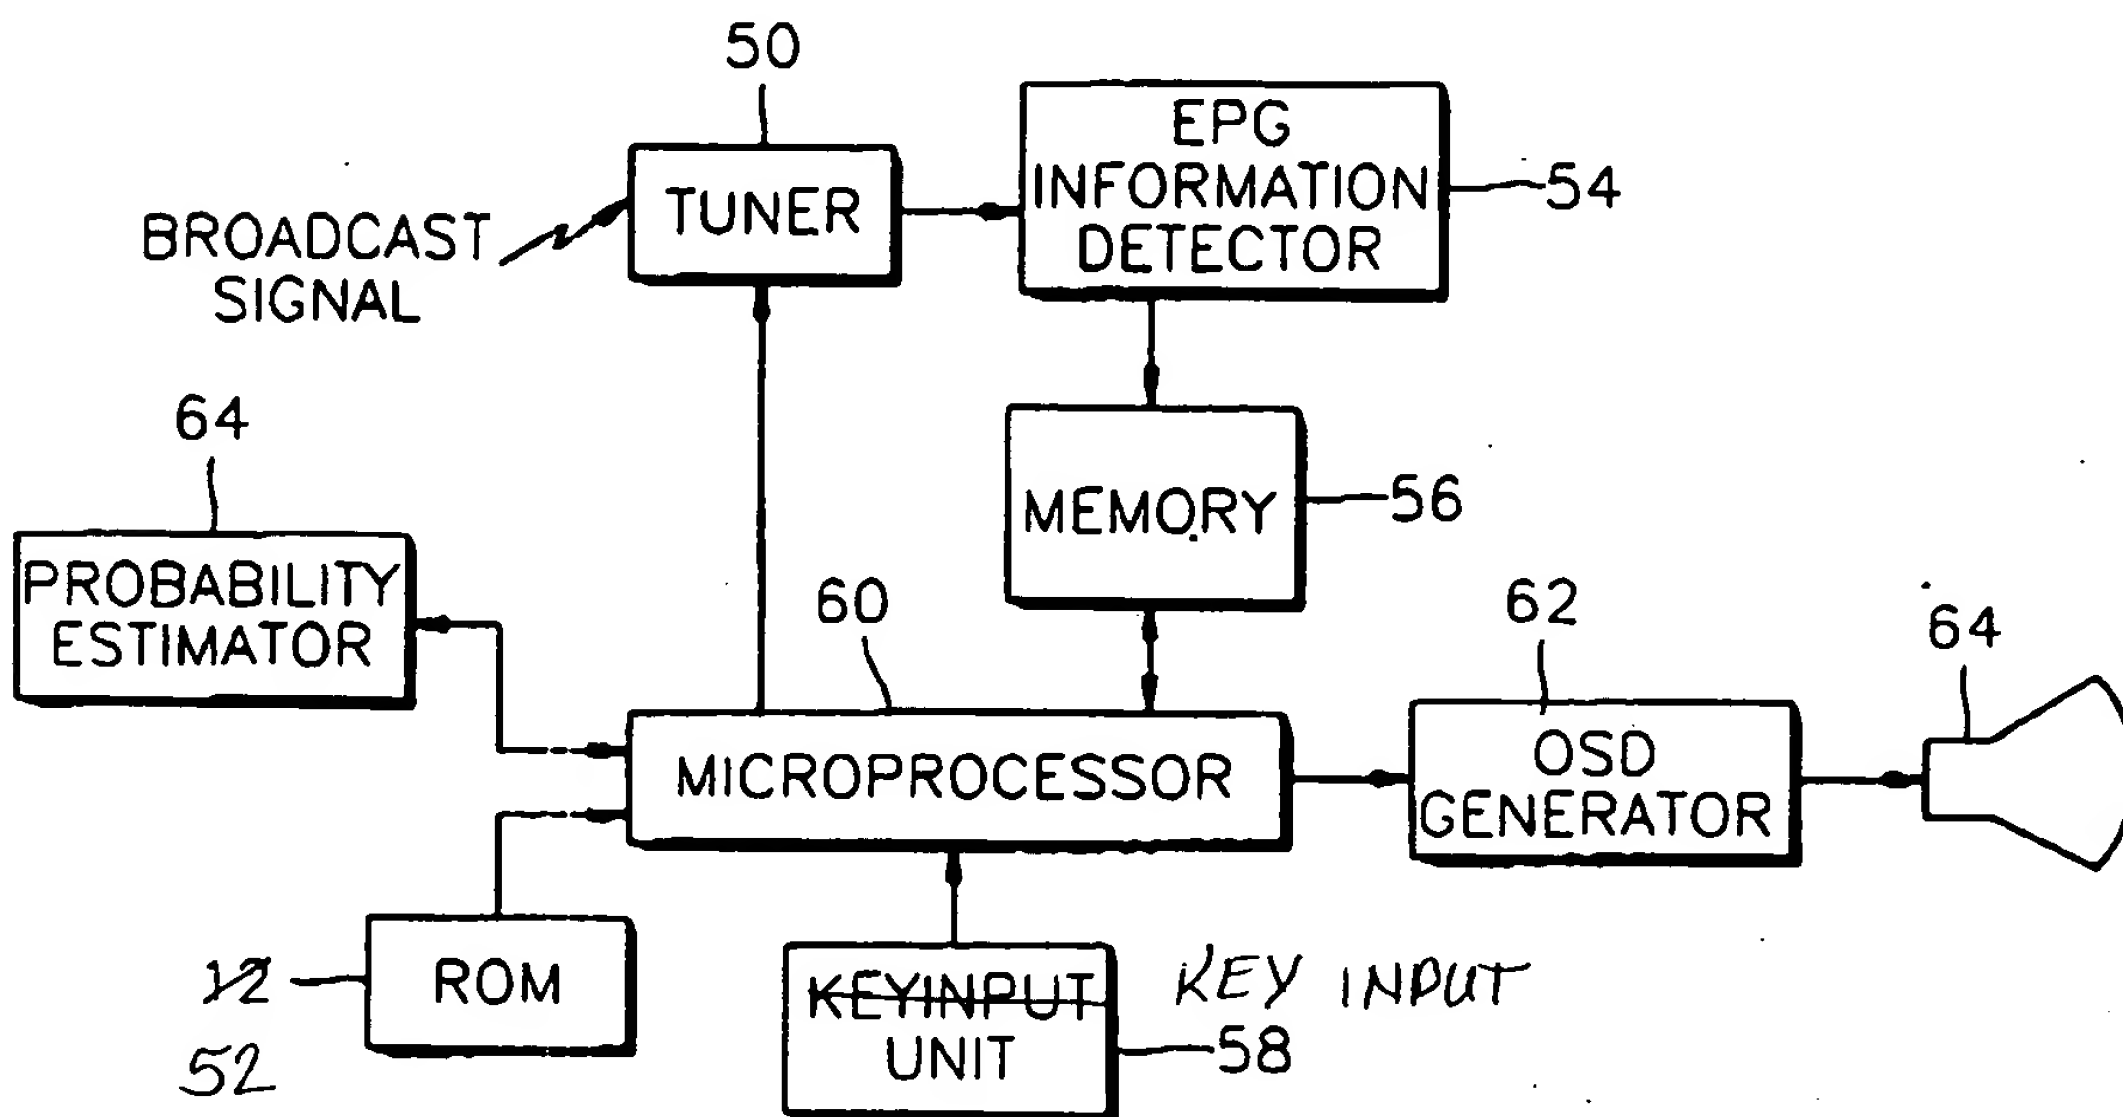 50
EPG
INFORMATION
DETECTOR
54
TUNER
BROADCAST
SIGNAL
64
MEMORY
56
PROBABILITY
ESTIMATOR
60
62
64
MICROPROCESSOR
OSD
GENERATOR
12
ROM
52
KEYINPUT
UNIT
KEY INPUT
58